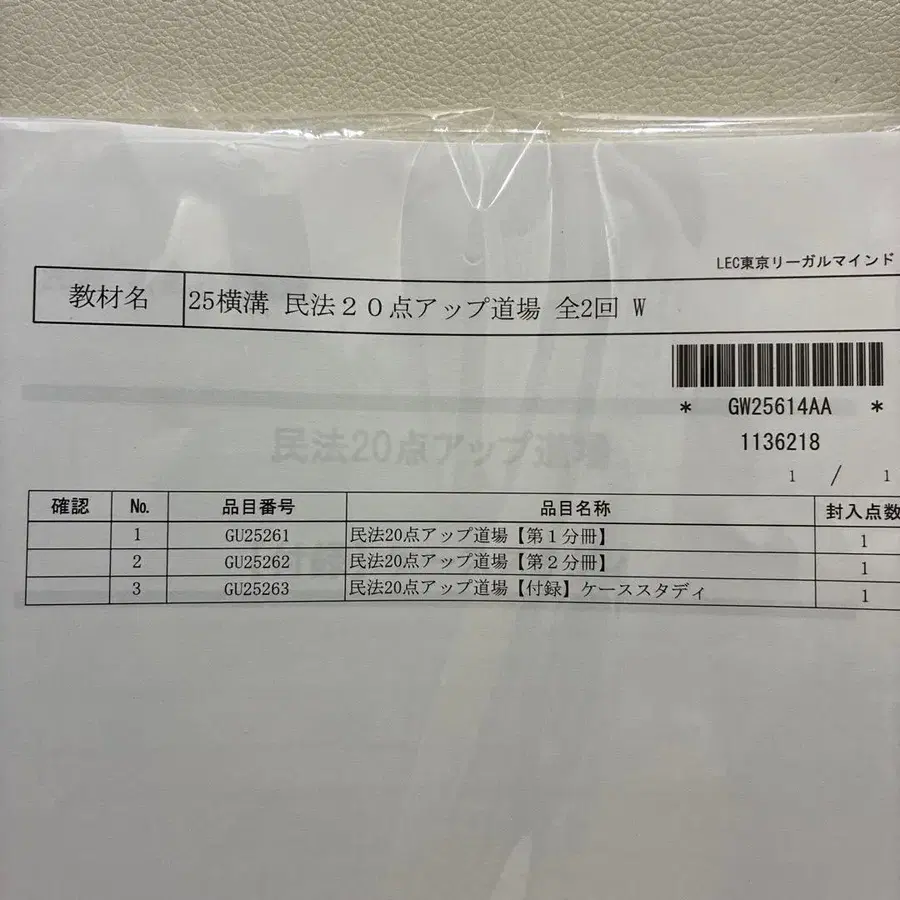 LEC東京リーガルマインド
教材名 25横溝 民法２０点アップ道場 全2回 W
* GW25614AA *
1136218
1 / 1
確認 No. 品目番号 品目名称 封入点数
1 GU25261 民法20点アップ道場【第１分冊】 1
2 GU25262 民法20点アップ道場【第２分冊】 1
3 GU25263 民法20点アップ道場【付録】ケーススタディ 1
民法20点アップ道場